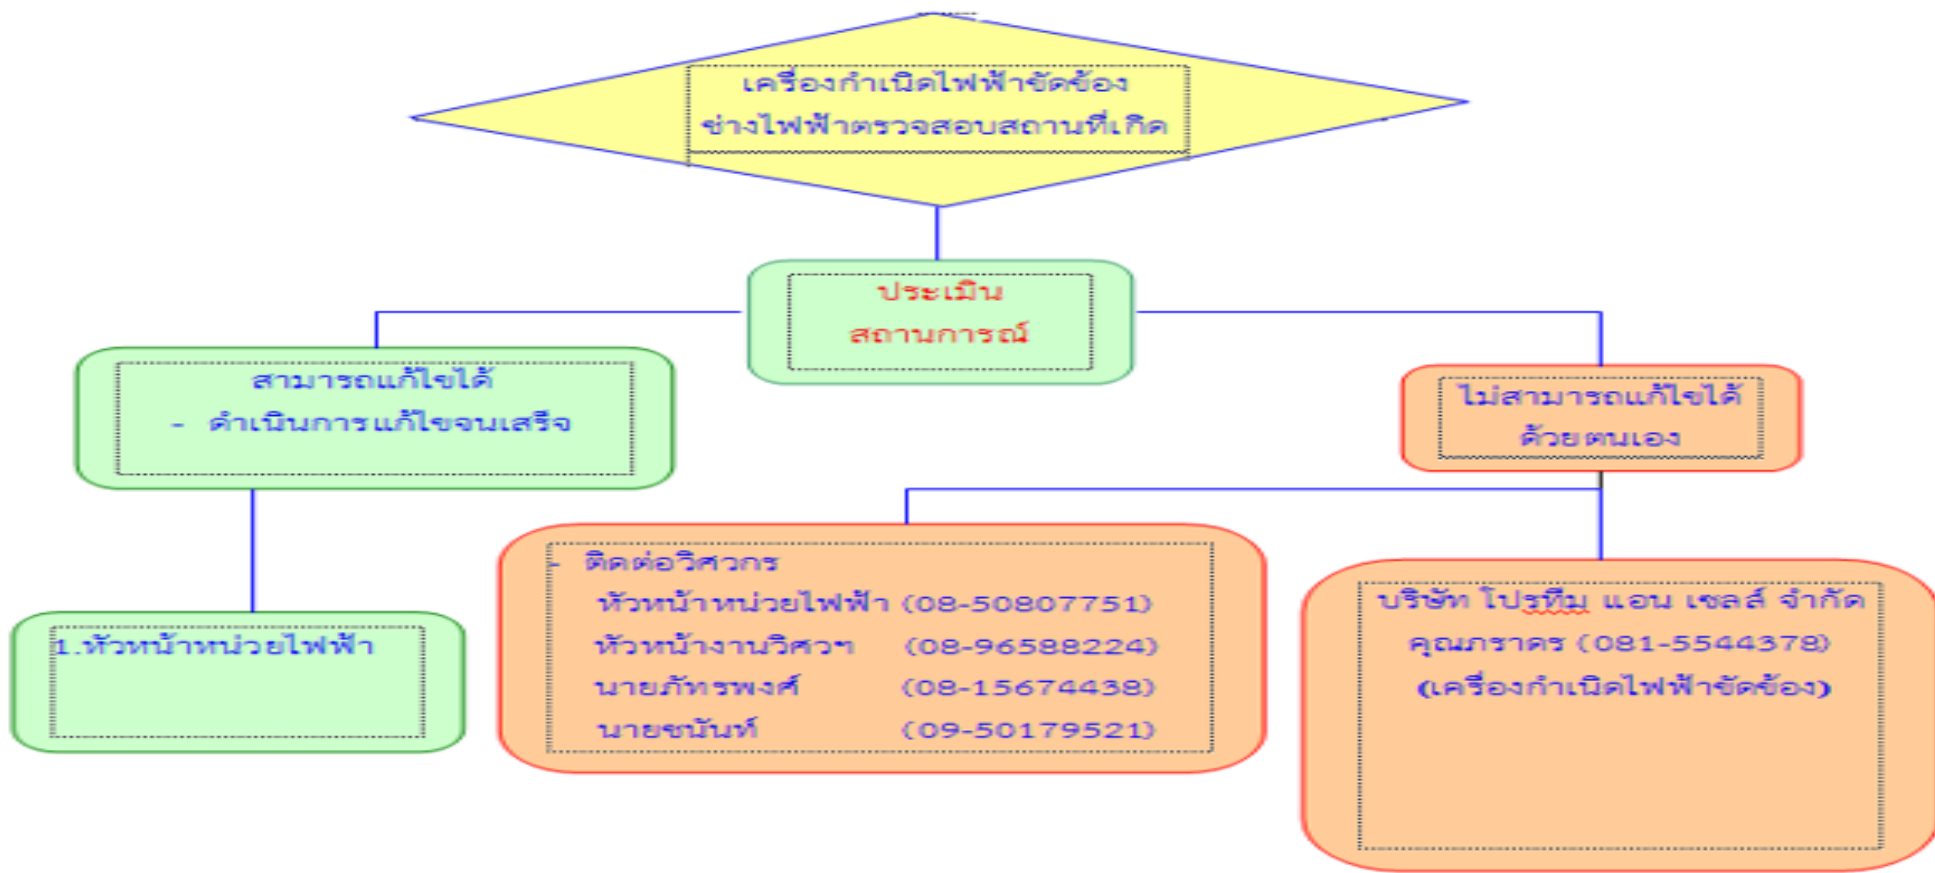 เครื่องกำเนิดไฟฟ้าขัดข้อง
ช่างไฟฟ้าตรวจสอบสถานที่เกิด
ประเมิน
สถานการณ์
สามารถแก้ไขได้
- ดำเนินการแก้ไขจนเสร็จ
ไม่สามารถแก้ไขได้
ด้วยตนเอง
1.หัวหน้าหน่วยไฟฟ้า
- ติดต่อวิศวกร
หัวหน้าหน่วยไฟฟ้า (08-50807751)
หัวหน้างานวิศวฯ (08-96588224)
นายภัทรพงศ์ (08-15674438)
นายชนันท์ (09-50179521)
บริษัท โปรทีม แอน เซลส์ จำกัด
คุณภราดร (081-5544378)
(เครื่องกำเนิดไฟฟ้าขัดข้อง)